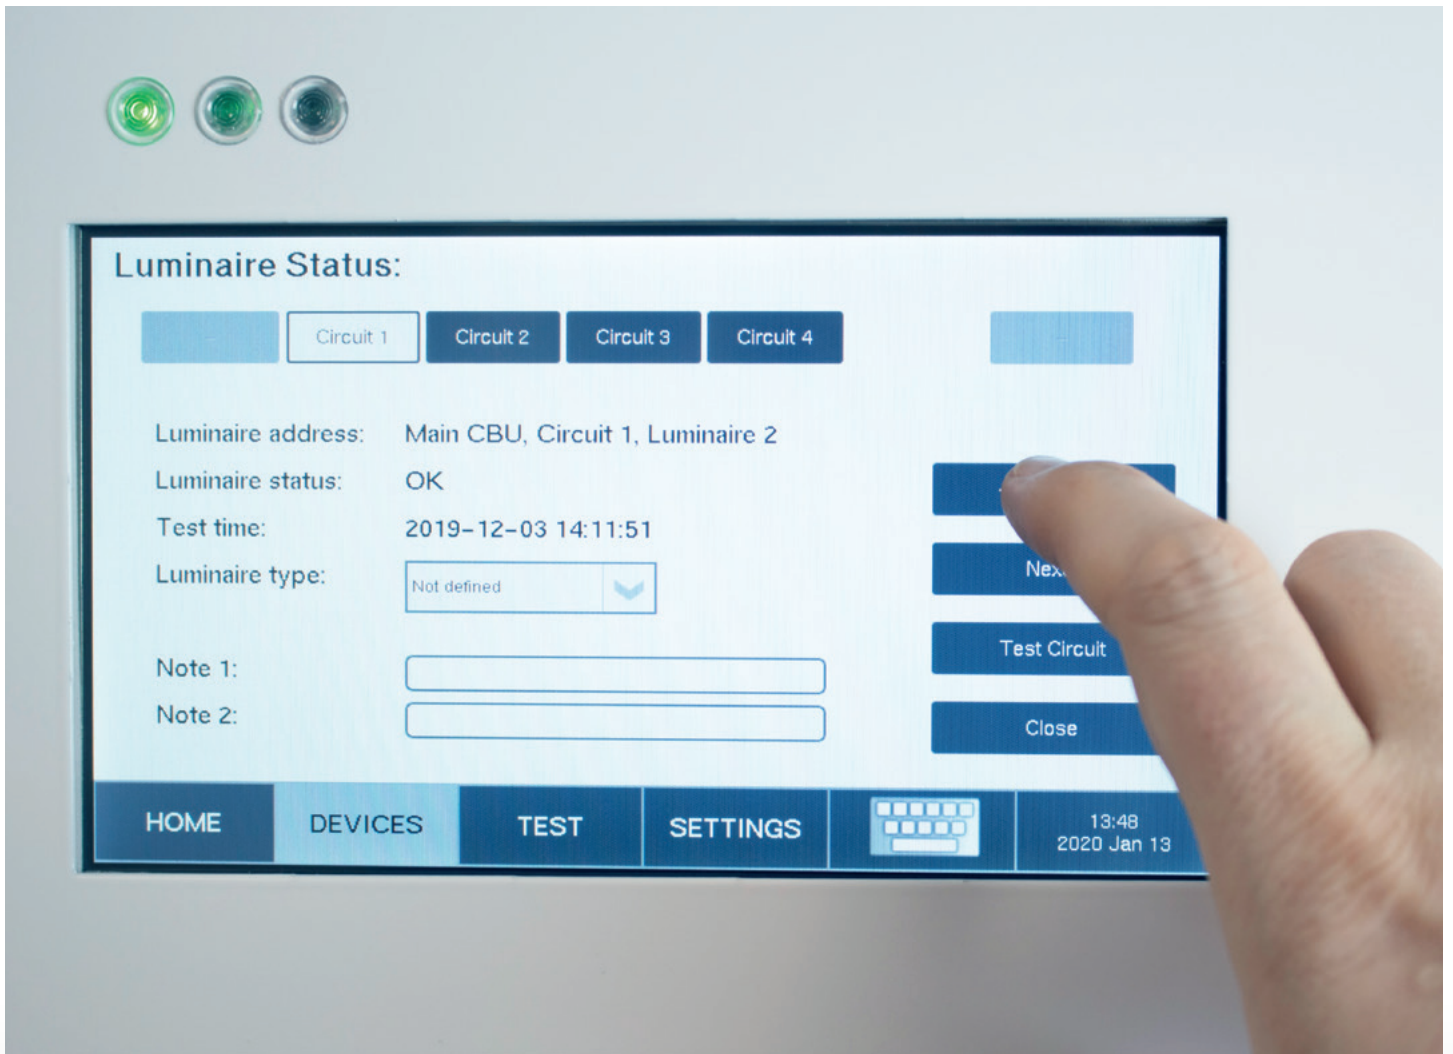 Luminaire Status:
Circuit 1
Circuit 2
Circuit 3
Circuit 4
Luminaire address: Main CBU, Circuit 1, Luminaire 2
Luminaire status: OK
Test time: 2019-12-03 14:11:51
Luminaire type: Not defined
Note 1:
Note 2:
Test Circuit
Close
HOME
DEVICES
TEST
SETTINGS
13:48
2020 Jan 13